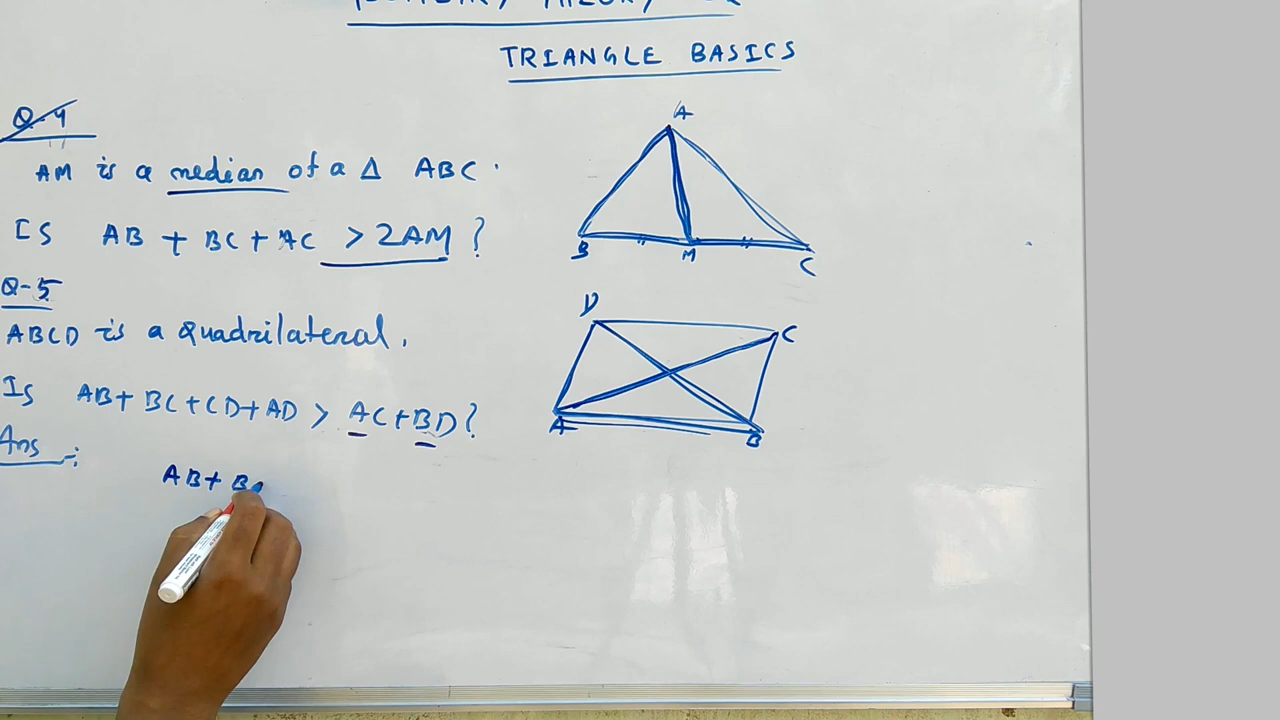 THEORY
TRIANGLE BASICS
Q-4
AM is a median of a Δ ABC.
Is AB + BC + AC > 2AM ?
Q-5
ABCD is a Quadrilateral.
Is AB + BC + CD + AD > AC + BD ?
Ans :-
AB + B
A
B
M
C
D
C
A
B